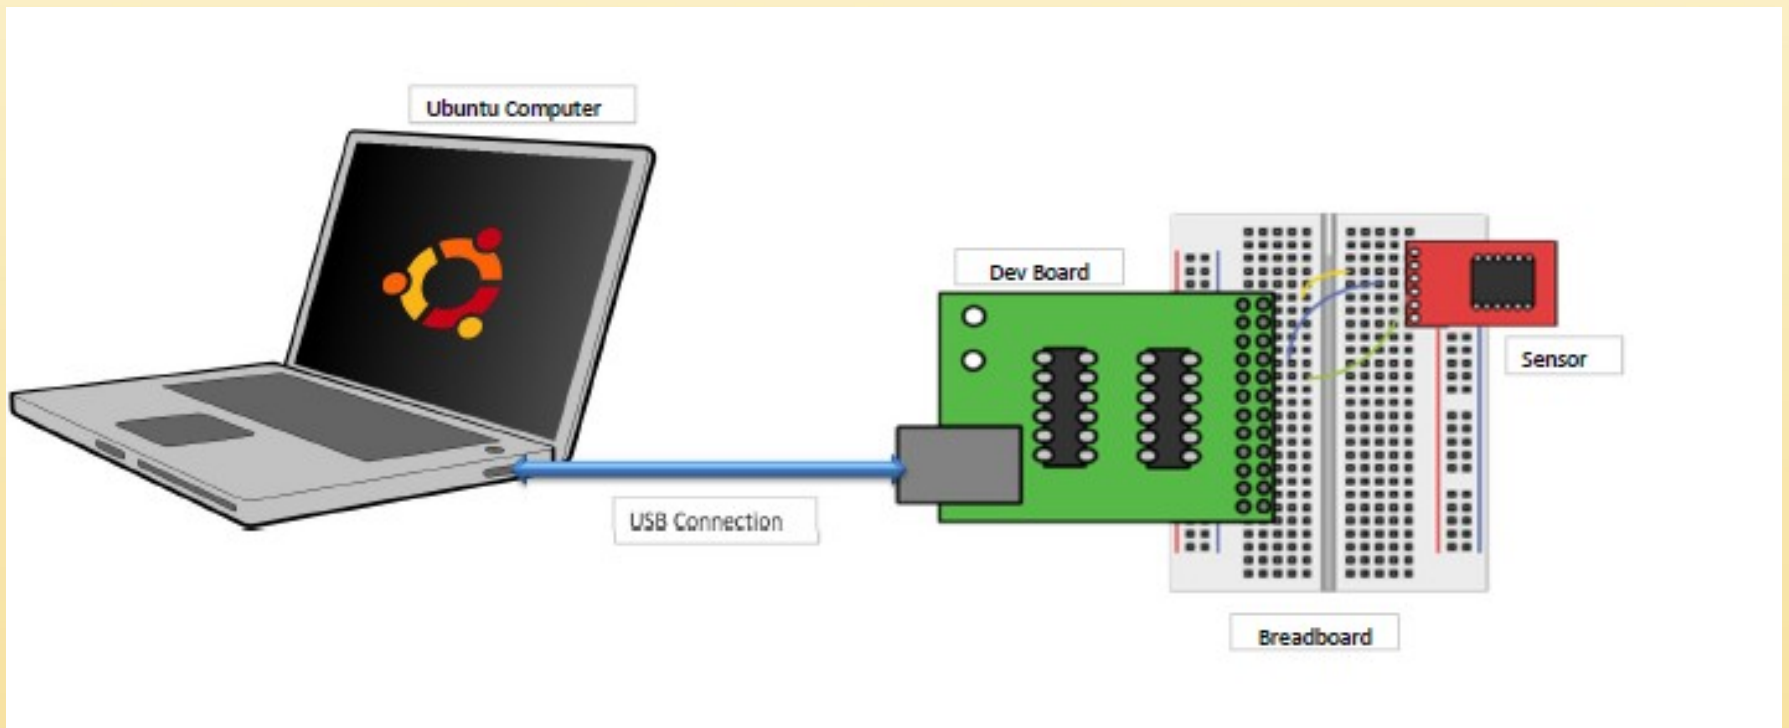 Ubuntu Computer
Dev Board
Sensor
USB Connection
Breadboard